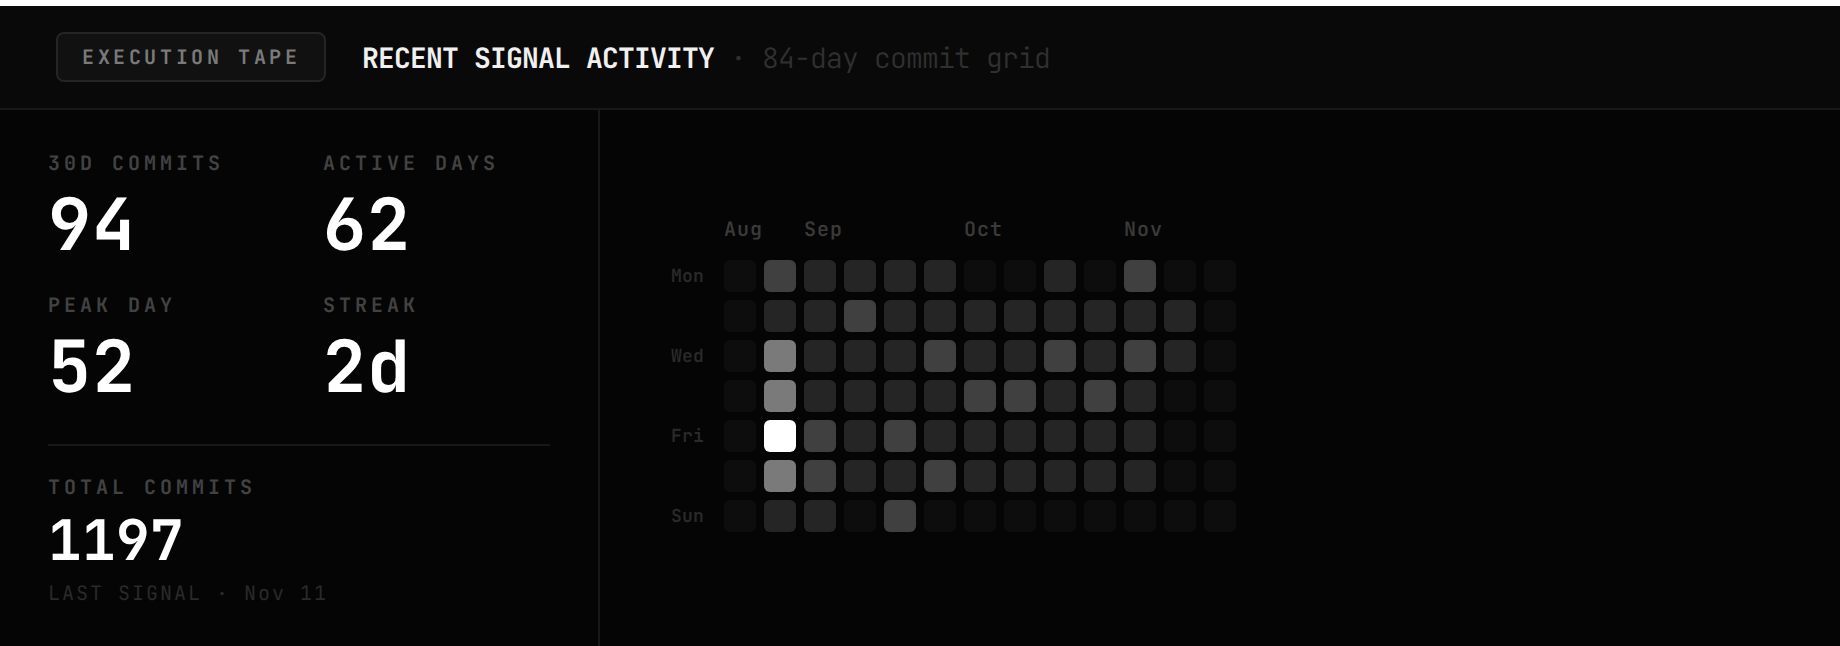 EXECUTION TAPE RECENT SIGNAL ACTIVITY · 84-day commit grid
30D COMMITS ACTIVE DAYS
94 62
PEAK DAY STREAK
52 2d
TOTAL COMMITS
1197
LAST SIGNAL · Nov 11
Aug Sep Oct Nov
Mon
Wed
Fri
Sun